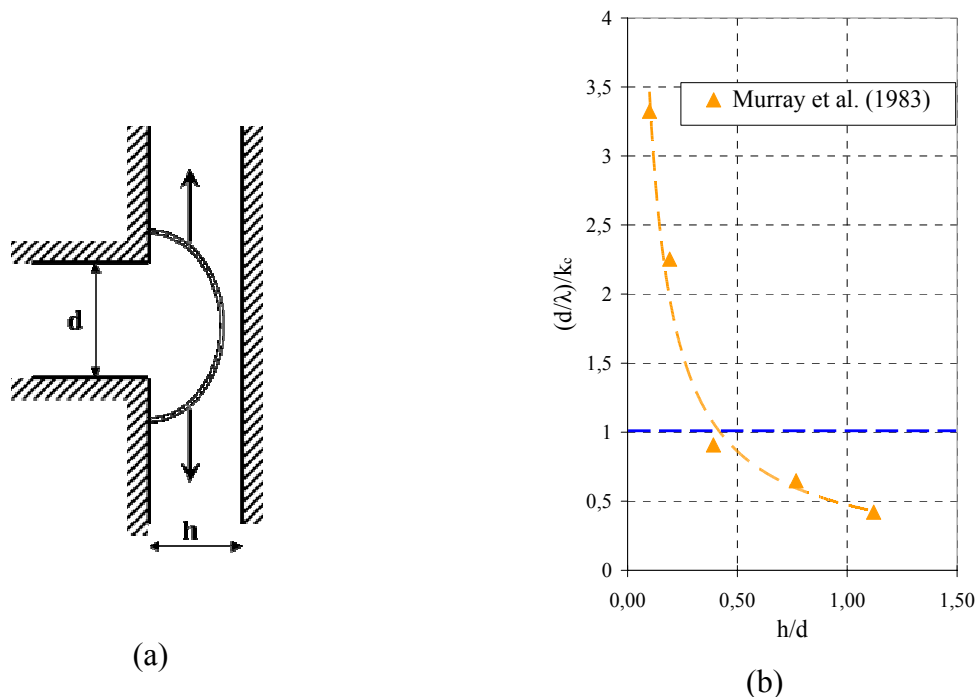 d
h
(a)
4
3,5
3
2,5
2
1,5
1
0,5
0
(d/λ)/kc
Murray et al. (1983)
0,00 0,50 1,00 1,50
h/d
(b)